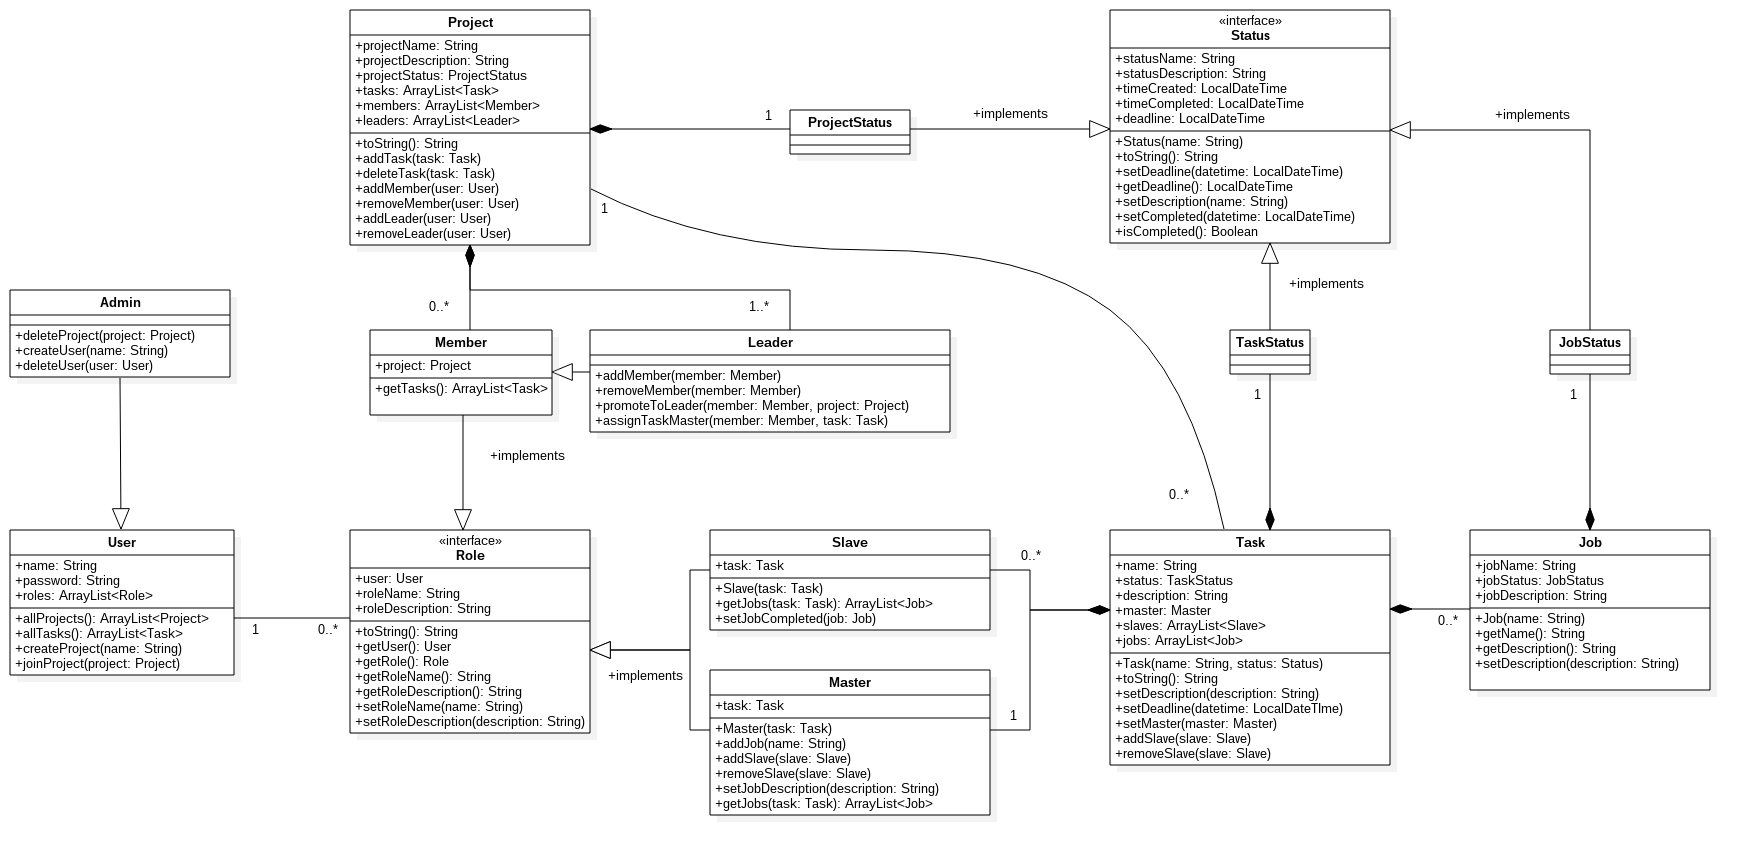 Project
+projectName: String
+projectDescription: String
+projectStatus: ProjectStatus
+tasks: ArrayList<Task>
+members: ArrayList<Member>
+leaders: ArrayList<Leader>
+toString(): String
+addTask(task: Task)
+deleteTask(task: Task)
+addMember(user: User)
+removeMember(user: User)
+addLeader(user: User)
+removeLeader(user: User)
1
ProjectStatus
+implements
«interface»
Status
+statusName: String
+statusDescription: String
+timeCreated: LocalDateTime
+timeCompleted: LocalDateTime
+deadline: LocalDateTime
+Status(name: String)
+toString(): String
+setDeadline(datetime: LocalDateTime)
+getDeadline(): LocalDateTime
+setDescription(name: String)
+setCompleted(datetime: LocalDateTime)
+isCompleted(): Boolean
+implements
1
+implements
0..*
1..*
Admin
+deleteProject(project: Project)
+createUser(name: String)
+deleteUser(user: User)
Member
+project: Project
+getTasks(): ArrayList<Task>
Leader
+addMember(member: Member)
+removeMember(member: Member)
+promoteToLeader(member: Member, project: Project)
+assignTaskMaster(member: Member, task: Task)
TaskStatus
JobStatus
1
1
+implements
0..*
User
+name: String
+password: String
+roles: ArrayList<Role>
+allProjects(): ArrayList<Project>
+allTasks(): ArrayList<Task>
+createProject(name: String)
+joinProject(project: Project)
1
0..*
«interface»
Role
+user: User
+roleName: String
+roleDescription: String
+toString(): String
+getUser(): User
+getRole(): Role
+getRoleName(): String
+getRoleDescription(): String
+setRoleName(name: String)
+setRoleDescription(description: String)
+implements
Slave
+task: Task
+Slave(task: Task)
+getJobs(task: Task): ArrayList<Job>
+setJobCompleted(job: Job)
0..*
Master
+task: Task
+Master(task: Task)
+addJob(name: String)
+addSlave(slave: Slave)
+removeSlave(slave: Slave)
+setJobDescription(description: String)
+getJobs(task: Task): ArrayList<Job>
1
Task
+name: String
+status: TaskStatus
+description: String
+master: Master
+slaves: ArrayList<Slave>
+jobs: ArrayList<Job>
+Task(name: String, status: Status)
+toString(): String
+setDescription(description: String)
+setDeadline(datetime: LocalDateTIme)
+setMaster(master: Master)
+addSlave(slave: Slave)
+removeSlave(slave: Slave)
0..*
Job
+jobName: String
+jobStatus: JobStatus
+jobDescription: String
+Job(name: String)
+getName(): String
+getDescription(): String
+setDescription(description: String)